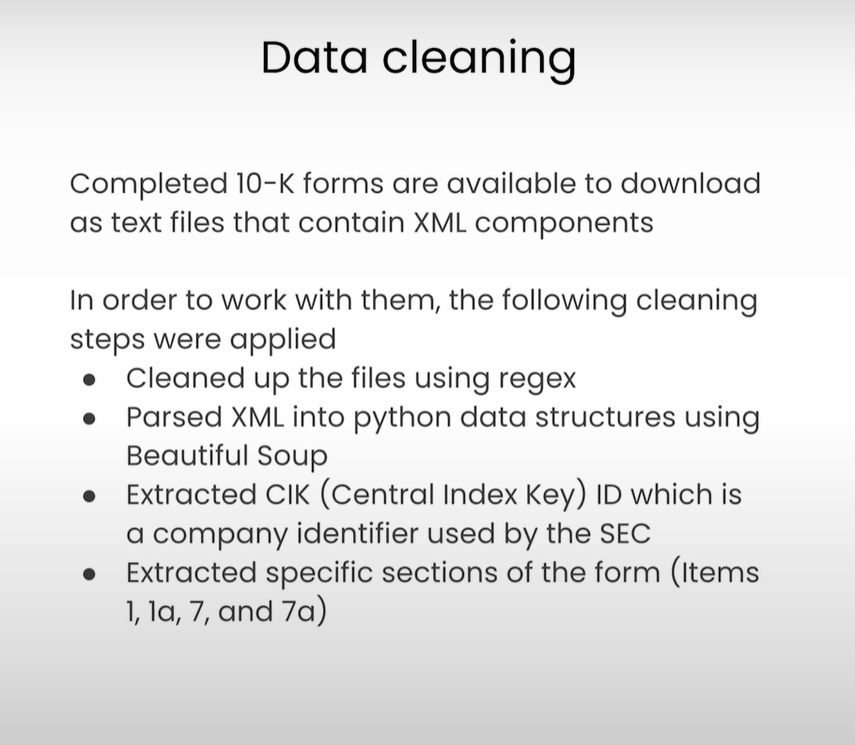 Data cleaning
Completed 10-K forms are available to download
as text files that contain XML components
In order to work with them, the following cleaning
steps were applied
● Cleaned up the files using regex
● Parsed XML into python data structures using
Beautiful Soup
● Extracted CIK (Central Index Key) ID which is
a company identifier used by the SEC
● Extracted specific sections of the form (Items
1, 1a, 7, and 7a)